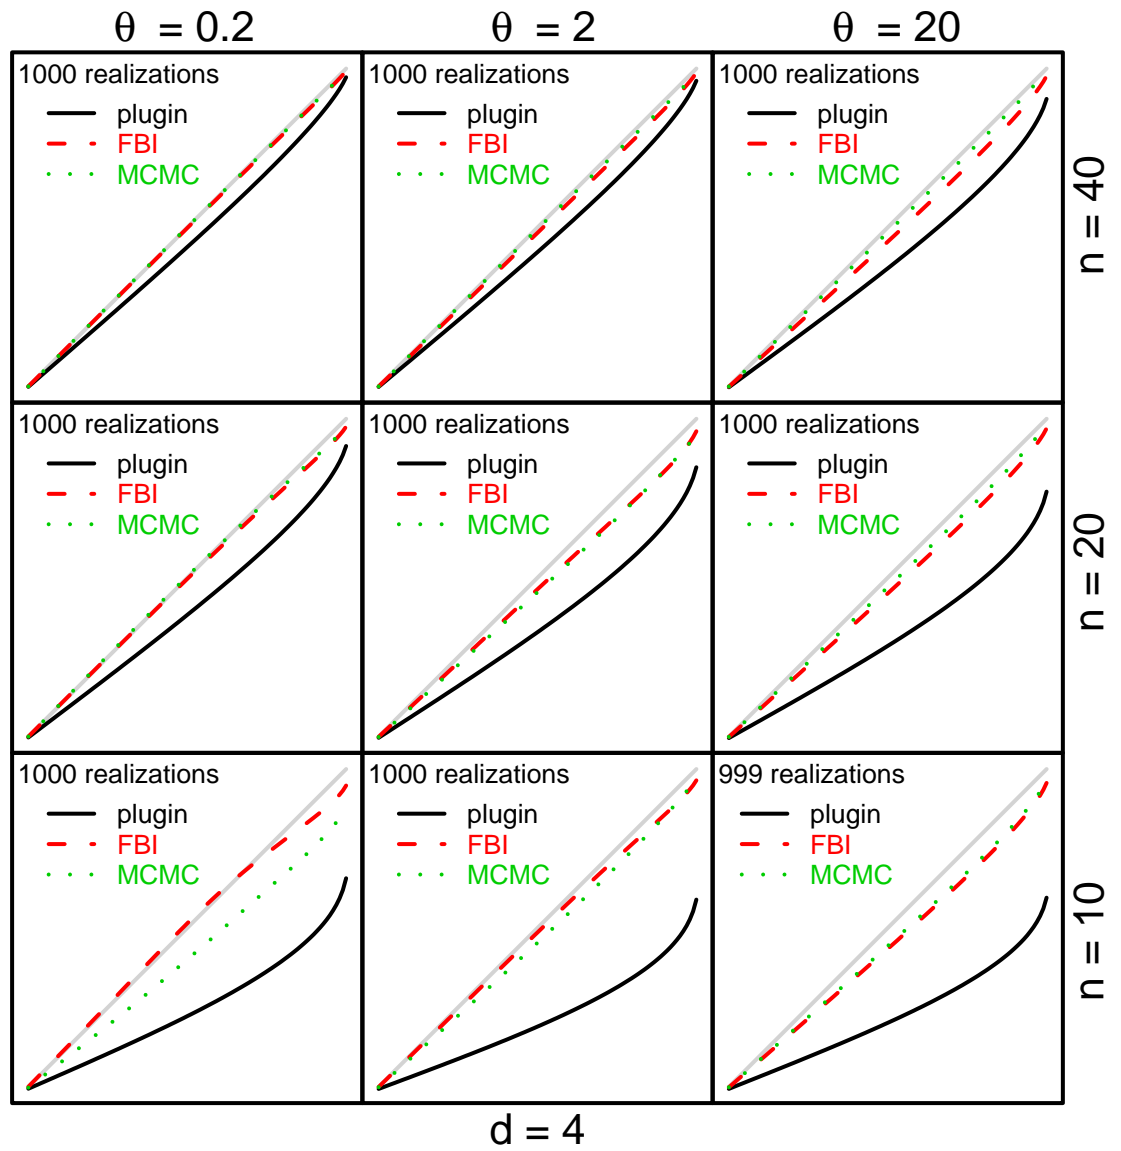 θ = 0.2
θ = 2
θ = 20
1000 realizations
plugin
FBI
MCMC
1000 realizations
plugin
FBI
MCMC
1000 realizations
plugin
FBI
MCMC
n = 40
1000 realizations
plugin
FBI
MCMC
1000 realizations
plugin
FBI
MCMC
1000 realizations
plugin
FBI
MCMC
n = 20
1000 realizations
plugin
FBI
MCMC
1000 realizations
plugin
FBI
MCMC
999 realizations
plugin
FBI
MCMC
n = 10
d = 4